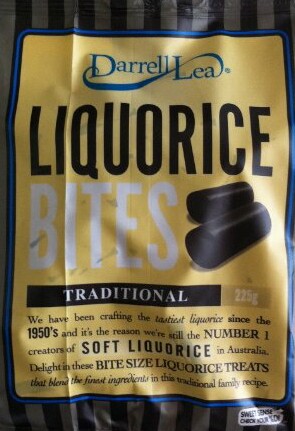 Darrell Lea®
LIQUORICE
BITES
TRADITIONAL
225g
We have been crafting the tastiest liquorice since the
1950's and it's the reason we're still the NUMBER 1
creators of SOFT LIQUORICE in Australia.
Delight in these BITE SIZE LIQUORICE TREATS
that blend the finest ingredients in this traditional family recipe.